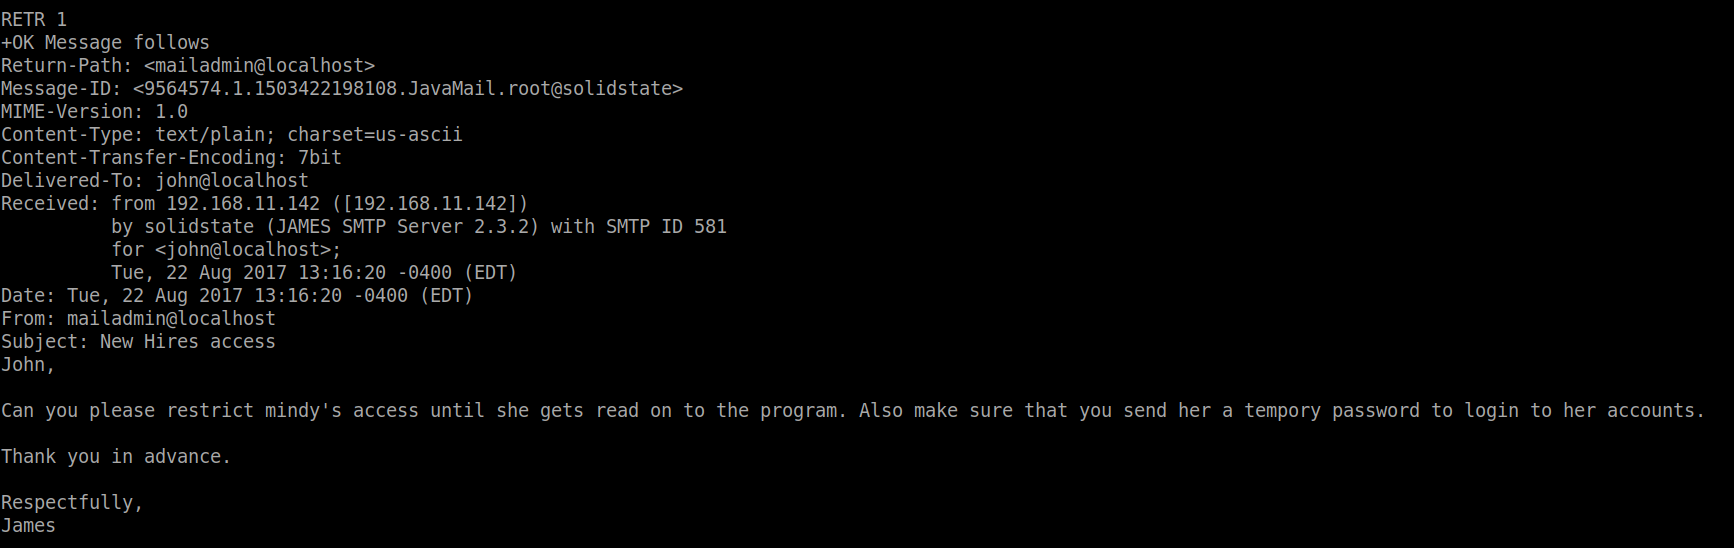 RETR 1
+OK Message follows
Return-Path: <mailadmin@localhost>
Message-ID: <9564574.1.1503422198108.JavaMail.root@solidstate>
MIME-Version: 1.0
Content-Type: text/plain; charset=us-ascii
Content-Transfer-Encoding: 7bit
Delivered-To: john@localhost
Received: from 192.168.11.142 ([192.168.11.142])
          by solidstate (JAMES SMTP Server 2.3.2) with SMTP ID 581
          for <john@localhost>;
          Tue, 22 Aug 2017 13:16:20 -0400 (EDT)
Date: Tue, 22 Aug 2017 13:16:20 -0400 (EDT)
From: mailadmin@localhost
Subject: New Hires access
John,

Can you please restrict mindy's access until she gets read on to the program. Also make sure that you send her a tempory password to login to her accounts.

Thank you in advance.

Respectfully,
James